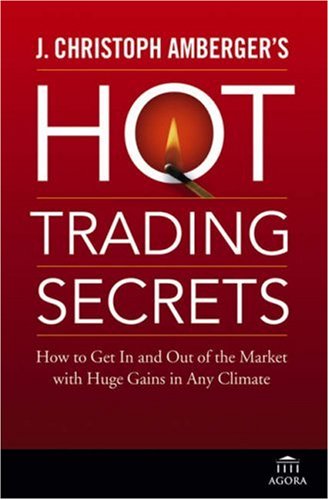 J. CHRISTOPH AMBERGER'S
HOT
TRADING
SECRETS
How to Get In and Out of the Market
with Huge Gains in Any Climate
AGORA